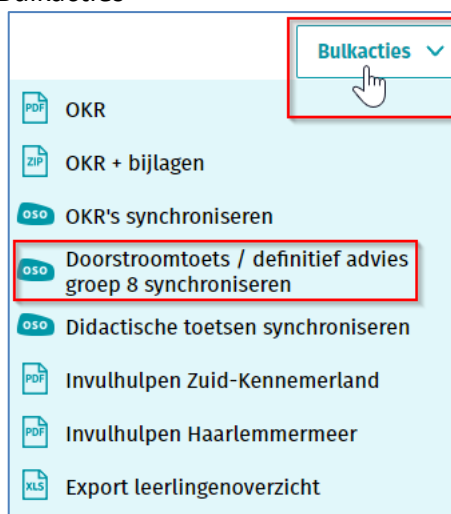 Bulkacties
Bulkacties
PDF OKR
ZIP OKR + bijlagen
oso OKR's synchroniseren
oso Doorstroomtoets / definitief advies
groep 8 synchroniseren
oso Didactische toetsen synchroniseren
PDF Invulhulpen Zuid-Kennemerland
PDF Invulhulpen Haarlemmermeer
XLS Export leerlingenoverzicht